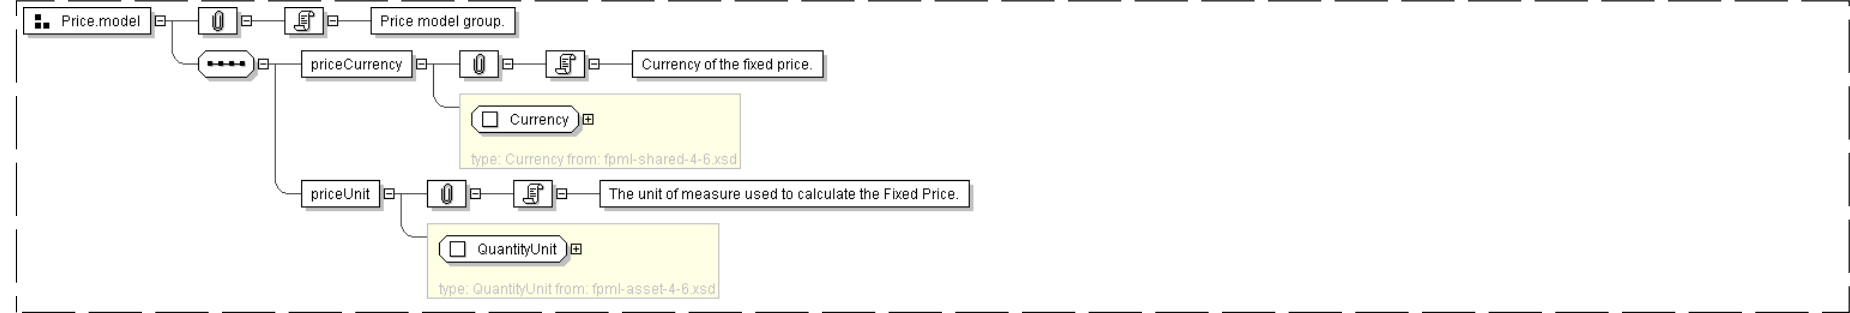 Price.model Price model group.
priceCurrency Currency of the fixed price.
Currency
type: Currency from: fpml-shared-4-6.xsd
priceUnit The unit of measure used to calculate the Fixed Price.
QuantityUnit
type: QuantityUnit from: fpml-asset-4-6.xsd